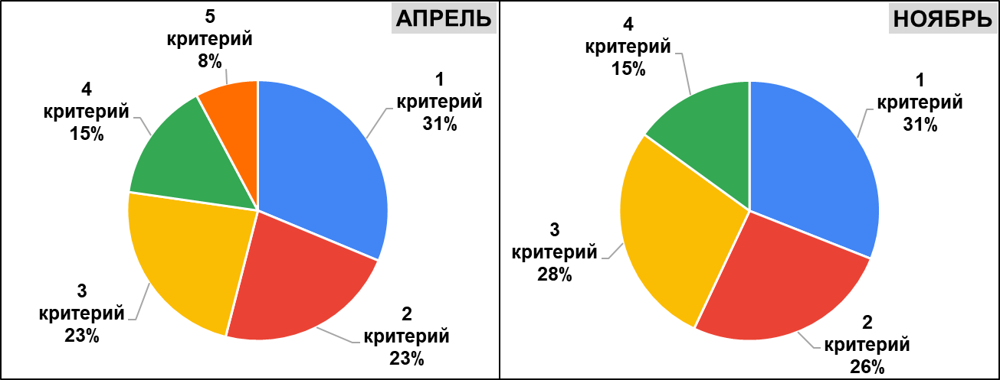 АПРЕЛЬ
5
критерий
8%
1
критерий
31%
4
критерий
15%
3
критерий
23%
2
критерий
23%
НОЯБРЬ
4
критерий
15%
1
критерий
31%
3
критерий
28%
2
критерий
26%